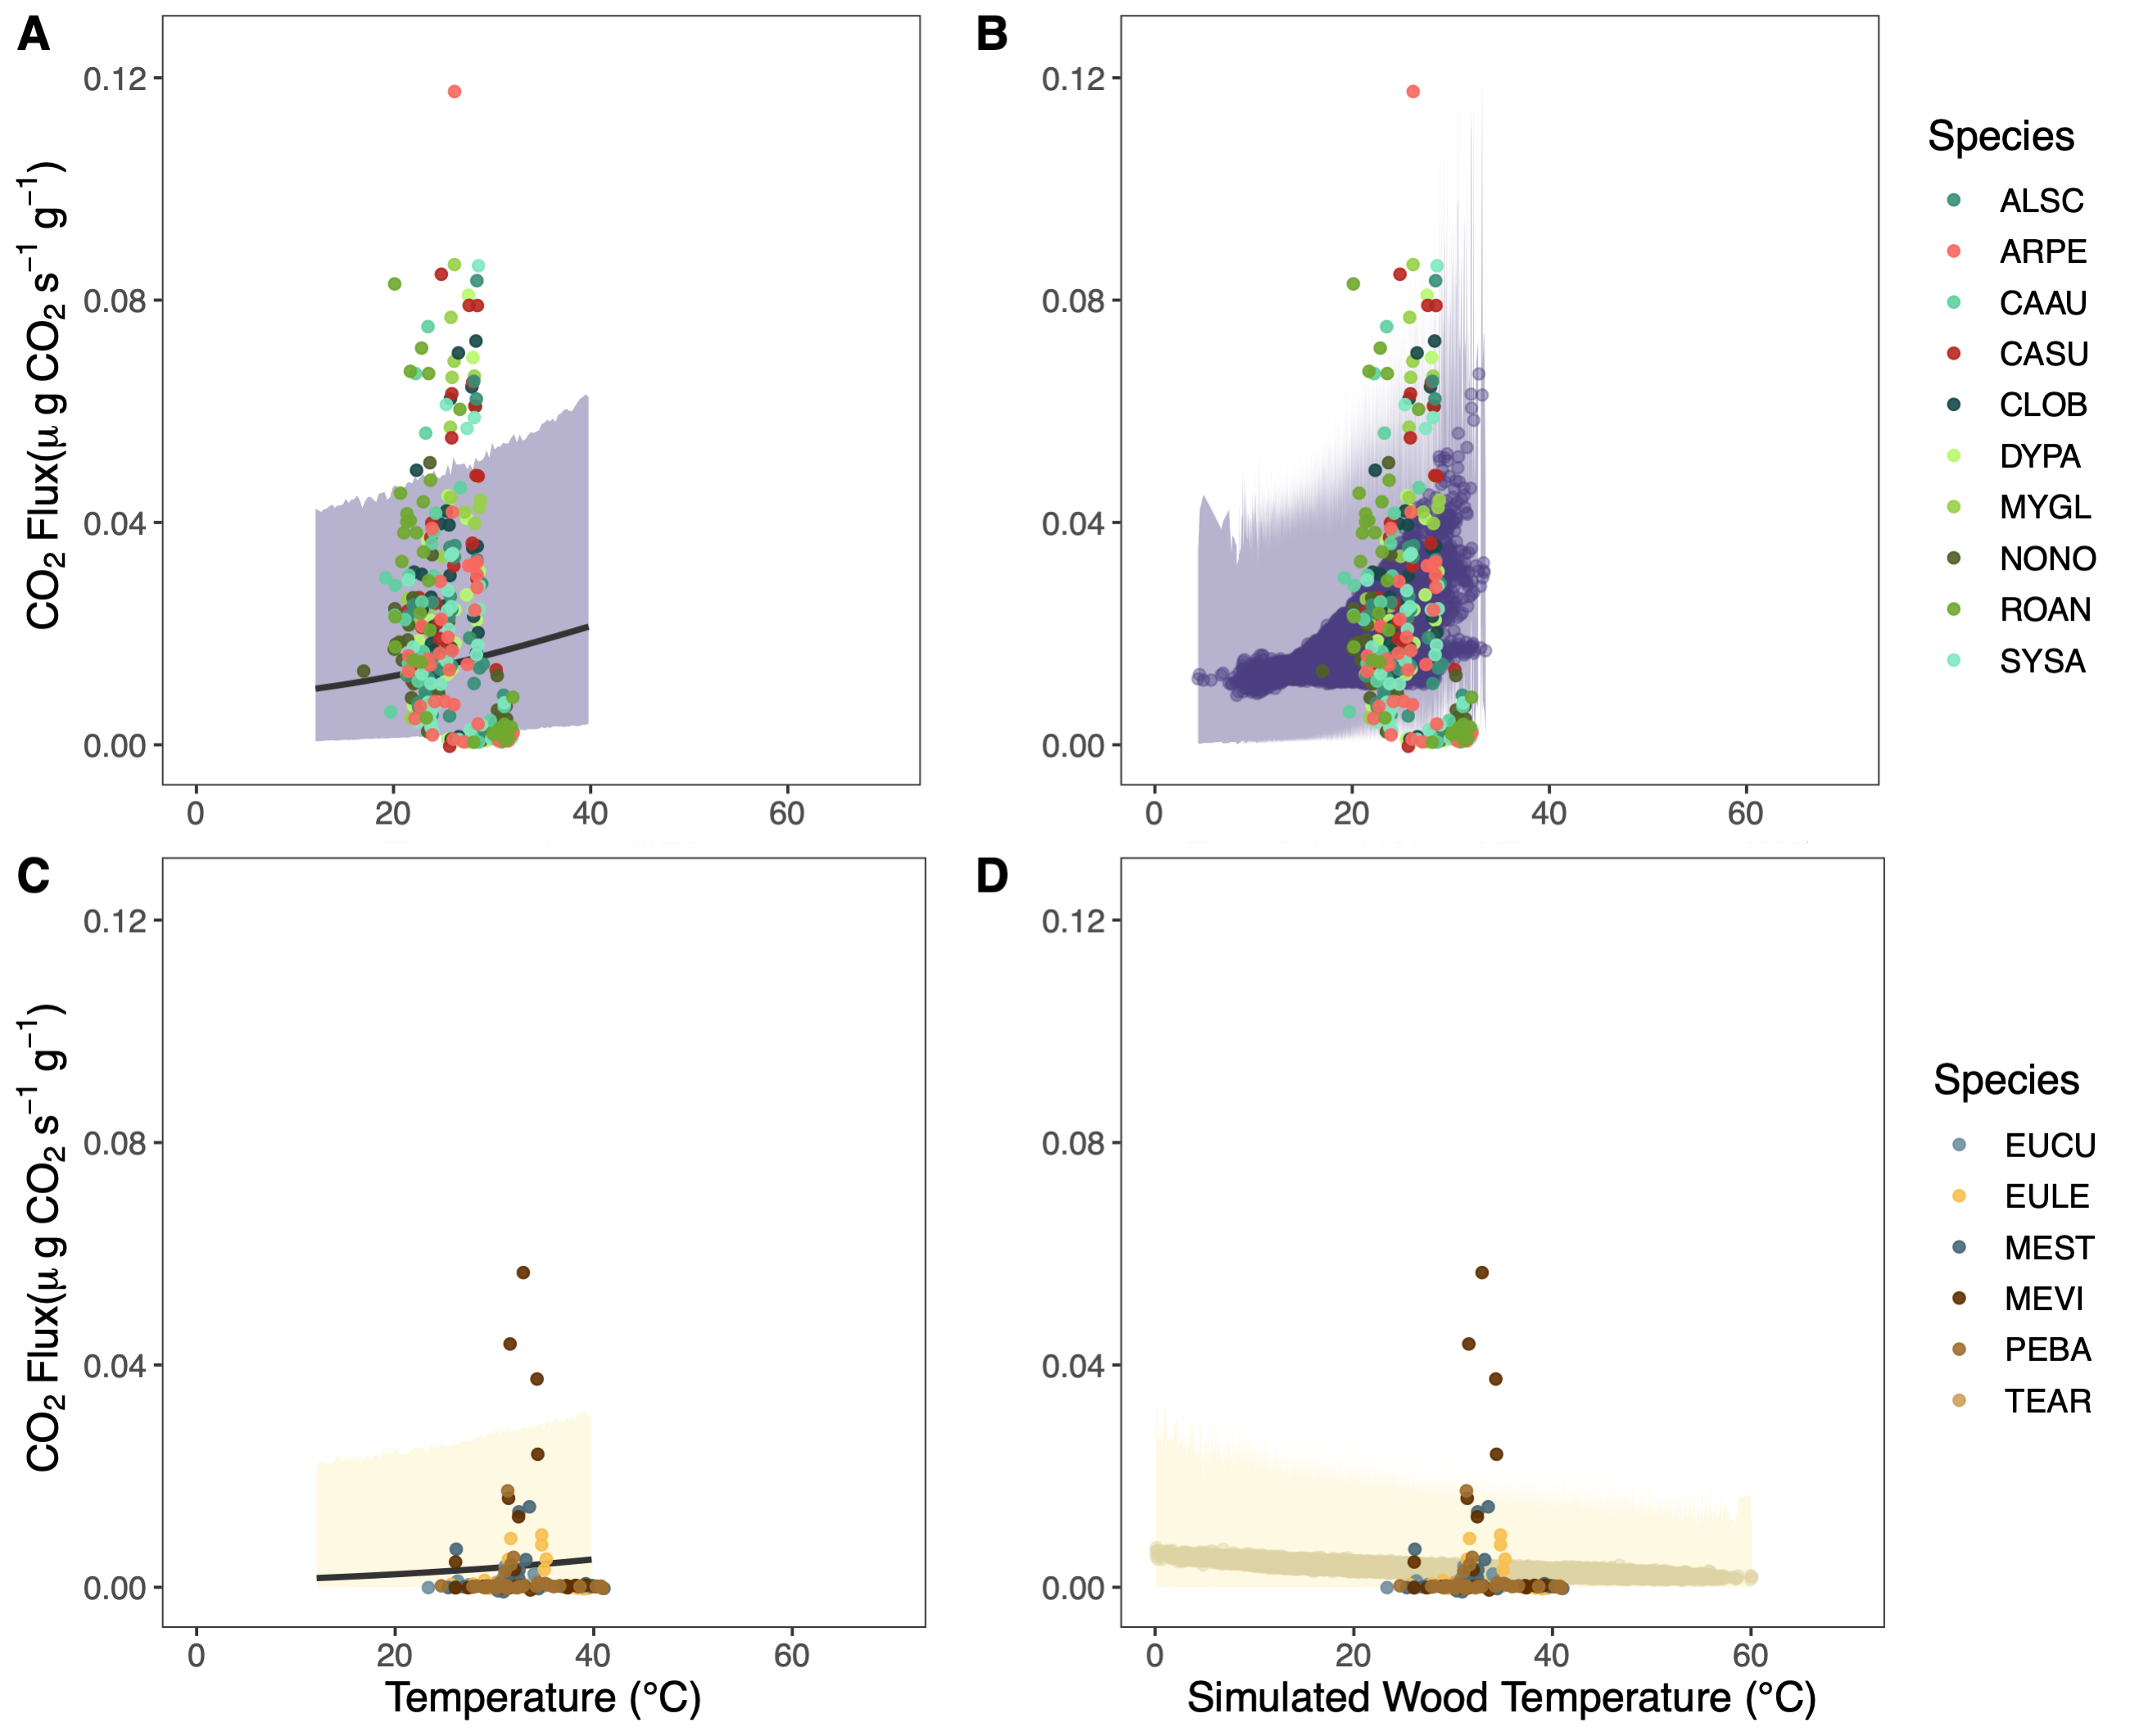 A
B
CO₂ Flux(μ g CO₂ s⁻¹ g⁻¹)
0.12
0.08
0.04
0.00
0 20 40 60
0.12
0.08
0.04
0.00
0 20 40 60
Species
ALSC
ARPE
CAAU
CASU
CLOB
DYPA
MYGL
NONO
ROAN
SYSA
C
D
CO₂ Flux(μ g CO₂ s⁻¹ g⁻¹)
0.12
0.08
0.04
0.00
0 20 40 60
Temperature (°C)
0.12
0.08
0.04
0.00
0 20 40 60
Simulated Wood Temperature (°C)
Species
EUCU
EULE
MEST
MEVI
PEBA
TEAR